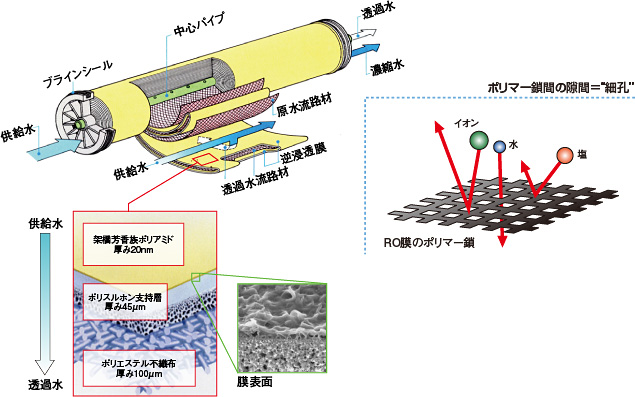 透過水
中心パイプ
ブラインシール
濃縮水
ポリマー鎖間の隙間＝"細孔"
原水流路材
供給水
イオン
水
塩
供給水
逆浸透膜
透過水流路材
RO膜のポリマー鎖
供給水
架橋芳香族ポリアミド
厚み20nm
ポリスルホン支持層
厚み45μm
ポリエステル不織布
厚み100μm
透過水
膜表面